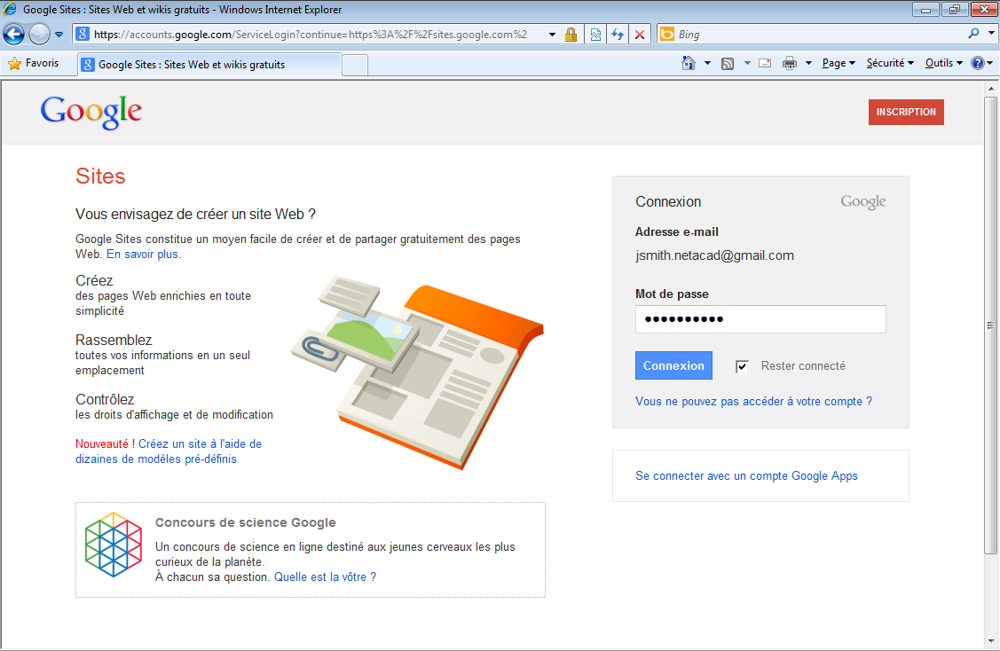 Google Sites : Sites Web et wikis gratuits - Windows Internet Explorer
https://accounts.google.com/ServiceLogin?continue=https%3A%2F%2Fsites.google.com%2
Bing
Favoris
Google Sites : Sites Web et wikis gratuits
Page
Sécurité
Outils
Google
INSCRIPTION
Sites
Vous envisagez de créer un site Web ?
Google Sites constitue un moyen facile de créer et de partager gratuitement des pages
Web. En savoir plus.
Créez
des pages Web enrichies en toute
simplicité
Rassemblez
toutes vos informations en un seul
emplacement
Contrôlez
les droits d'affichage et de modification
Nouveauté ! Créez un site à l'aide de
dizaines de modèles pré-définis
Concours de science Google
Un concours de science en ligne destiné aux jeunes cerveaux les plus
curieux de la planète.
À chacun sa question. Quelle est la vôtre ?
Connexion
Google
Adresse e-mail
jsmith.netacad@gmail.com
Mot de passe
••••••••••
Connexion
Rester connecté
Vous ne pouvez pas accéder à votre compte ?
Se connecter avec un compte Google Apps